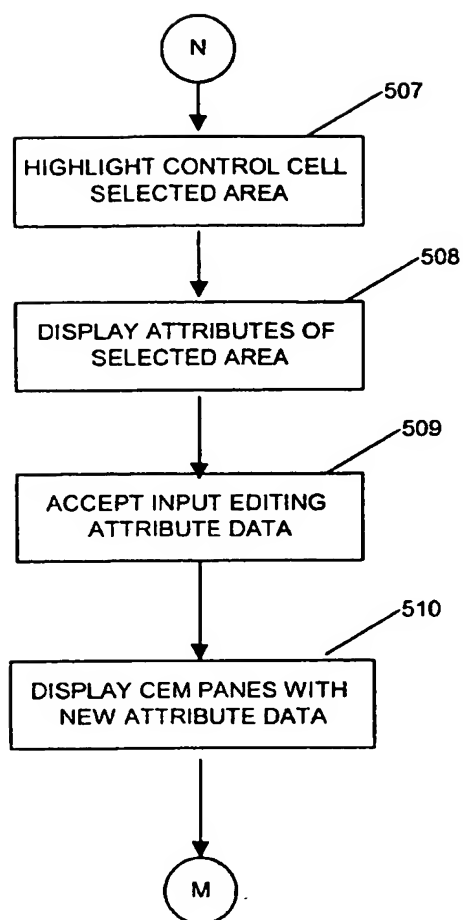 N
507
HIGHLIGHT CONTROL CELL
SELECTED AREA
508
DISPLAY ATTRIBUTES OF
SELECTED AREA
509
ACCEPT INPUT EDITING
ATTRIBUTE DATA
510
DISPLAY CEM PANES WITH
NEW ATTRIBUTE DATA
M